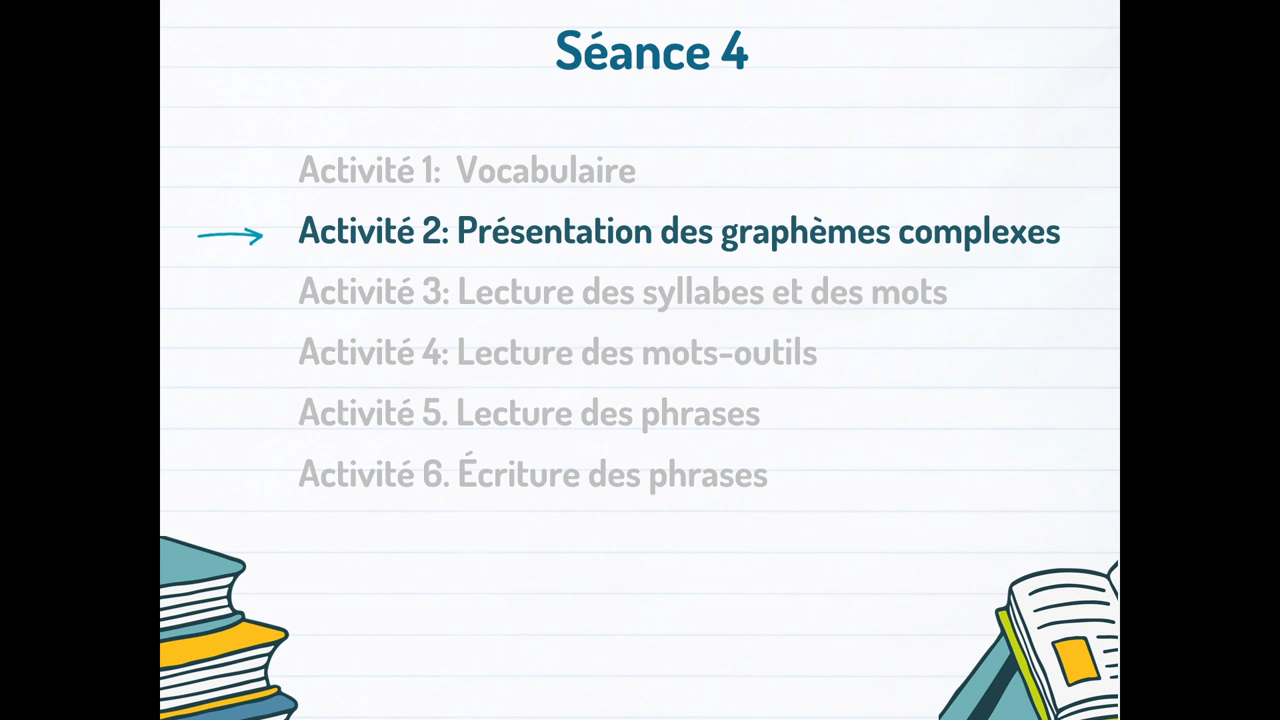 Séance 4
Activité 1: Vocabulaire
Activité 2: Présentation des graphèmes complexes
Activité 3: Lecture des syllabes et des mots
Activité 4: Lecture des mots-outils
Activité 5. Lecture des phrases
Activité 6. Écriture des phrases